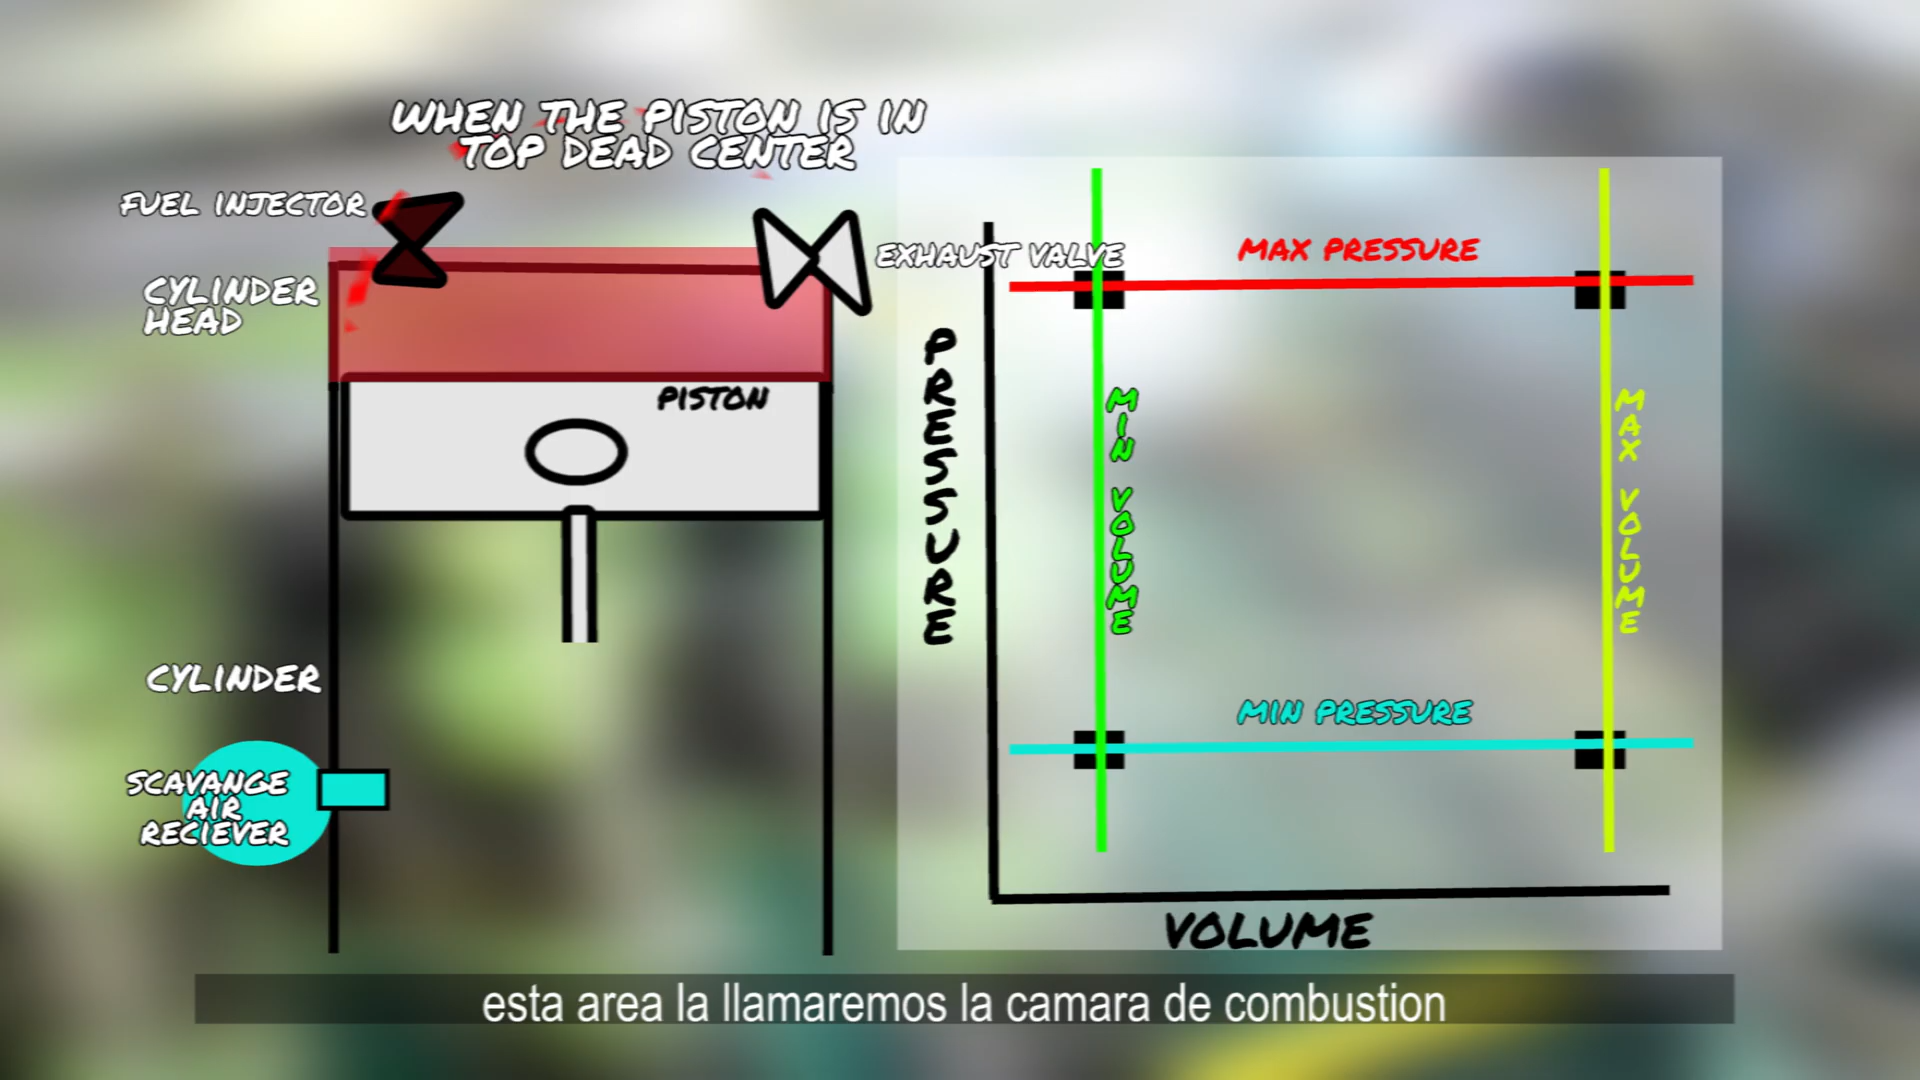 WHEN THE PISTON IS IN
TOP DEAD CENTER
FUEL INJECTOR
EXHAUST VALVE
CYLINDER
HEAD
PISTON
CYLINDER
SCAVANGE
AIR
RECIEVER
PRESSURE
MAX PRESSURE
MIN VOLUME
MAX VOLUME
MIN PRESSURE
VOLUME
esta area la llamaremos la camara de combustion